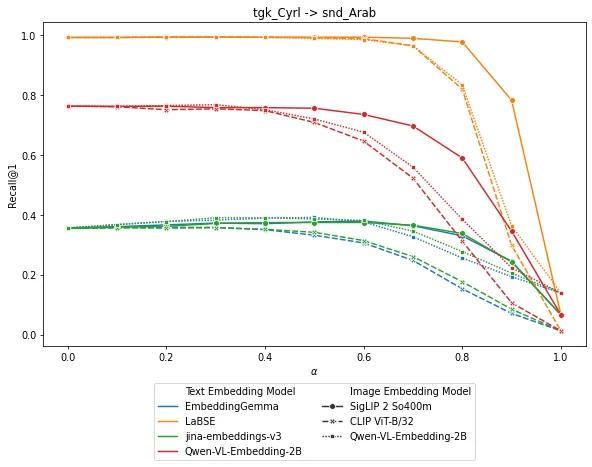 tgk_Cyrl -> snd_Arab
1.0
0.8
0.6
0.4
0.2
0.0
Recall@1
0.0 0.2 0.4 0.6 0.8 1.0
α
Text Embedding Model Image Embedding Model
EmbeddingGemma SigLIP 2 So400m
LaBSE CLIP ViT-B/32
jina-embeddings-v3 Qwen-VL-Embedding-2B
Qwen-VL-Embedding-2B